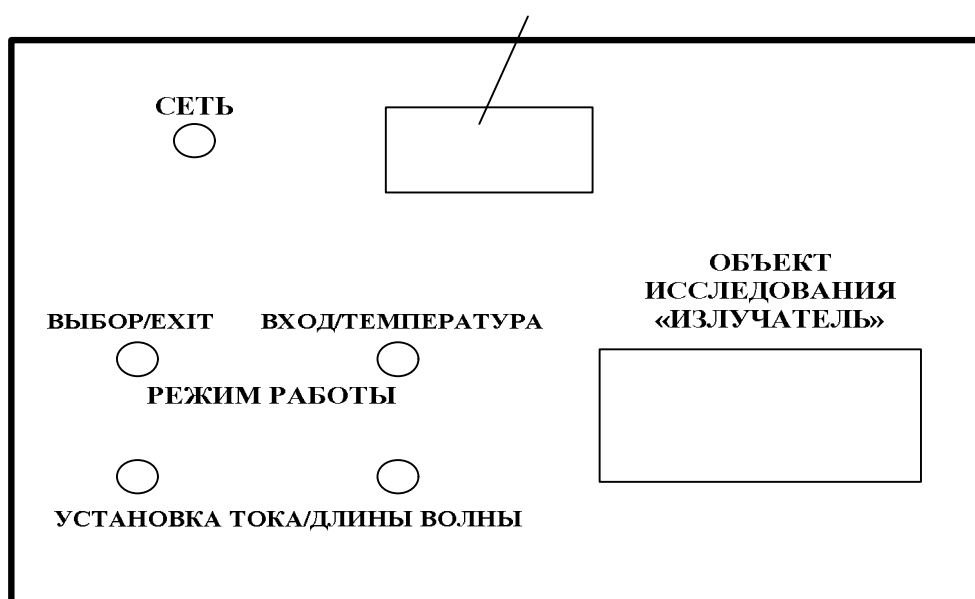 СЕТЬ
ОБЪЕКТ
ИССЛЕДОВАНИЯ
«ИЗЛУЧАТЕЛЬ»
ВЫБОР/EXIT
ВХОД/ТЕМПЕРАТУРА
РЕЖИМ РАБОТЫ
УСТАНОВКА ТОКА/ДЛИНЫ ВОЛНЫ